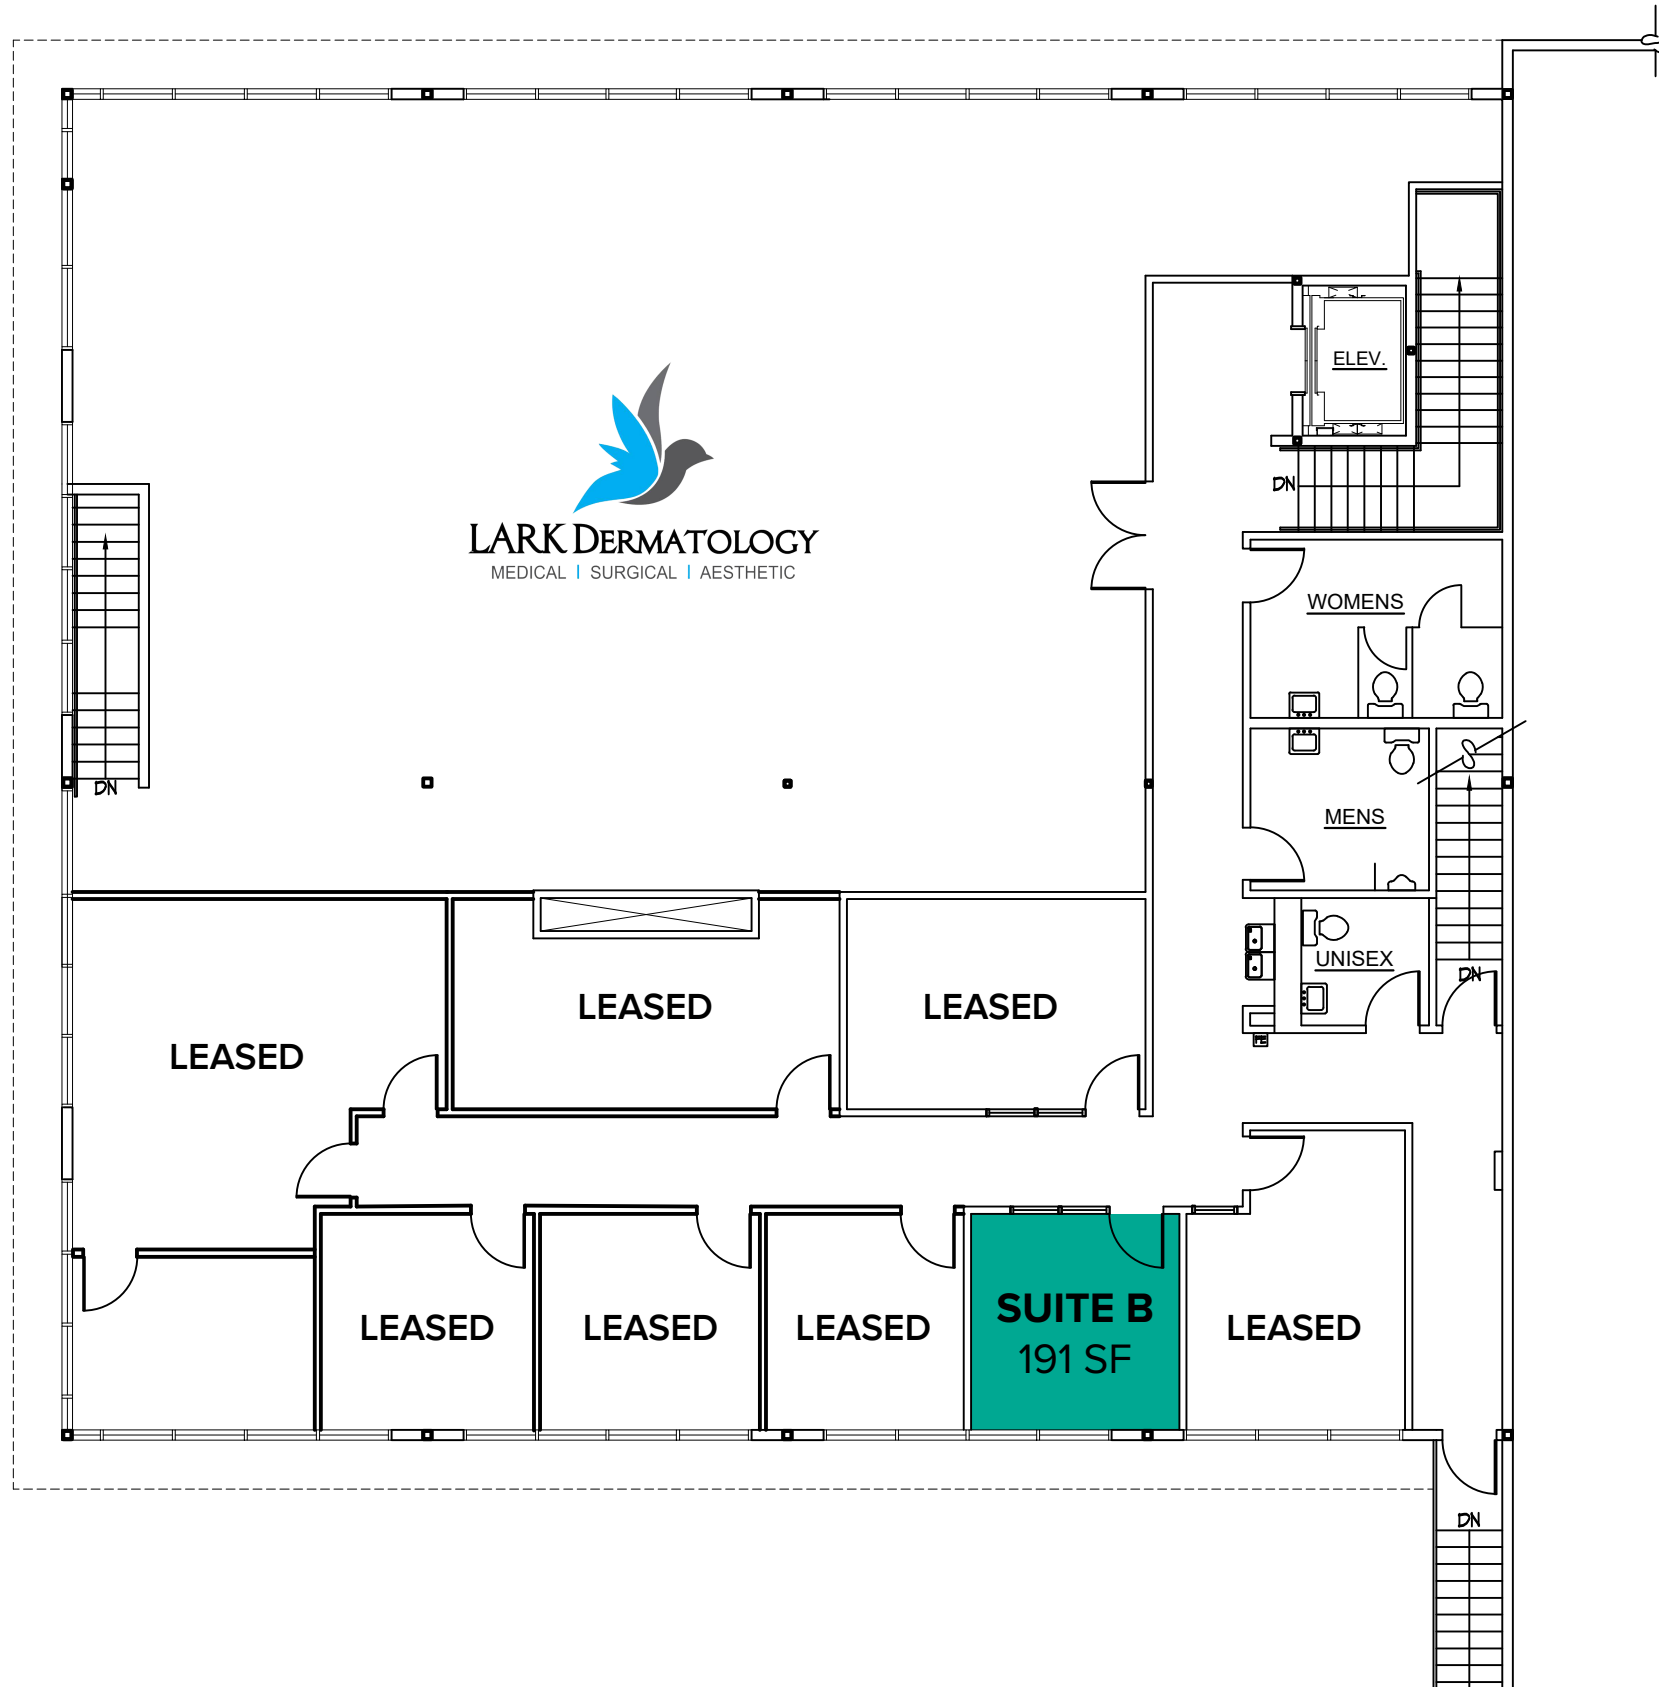 ELEV.
DN
LARK DERMATOLOGY
MEDICAL | SURGICAL | AESTHETIC
WOMENS
DN
MENS
UNISEX
DN
LEASED
LEASED
LEASED
FE
LEASED
LEASED
LEASED
SUITE B
191 SF
LEASED
DN